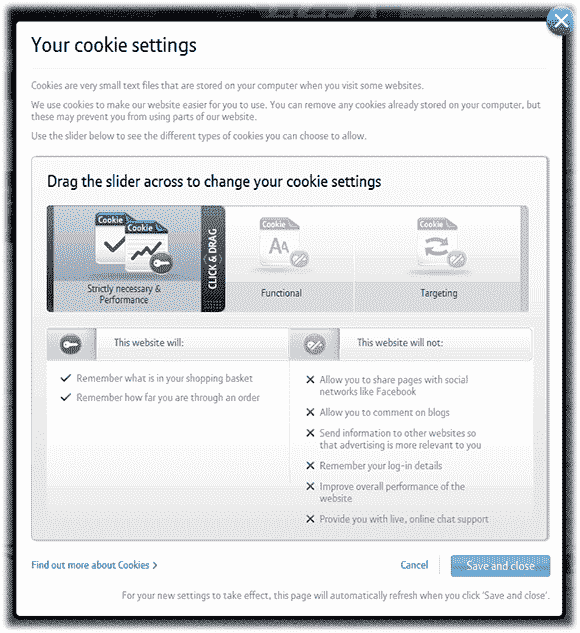 Your cookie settings
Cookies are very small text files that are stored on your computer when you visit some websites.
We use cookies to make our website easier for you to use. You can remove any cookies already stored on your computer, but
these may prevent you from using parts of our website.
Use the slider below to see the different types of cookies you can choose to allow.
Drag the slider across to change your cookie settings
Cookie
Cookie
CLICK & DRAG
Cookie
AA
Cookie
Strictly necessary &
Performance
Functional
Targeting
This website will:
This website will not:
Remember what is in your shopping basket
Remember how far you are through an order
Allow you to share pages with social
networks like Facebook
Allow you to comment on blogs
Send information to other websites so
that advertising is more relevant to you
Remember your log-in details
Improve overall performance of the
website
Provide you with live, online chat support
Find out more about Cookies >
Cancel
Save and close
For your new settings to take effect, this page will automatically refresh when you click 'Save and close'.